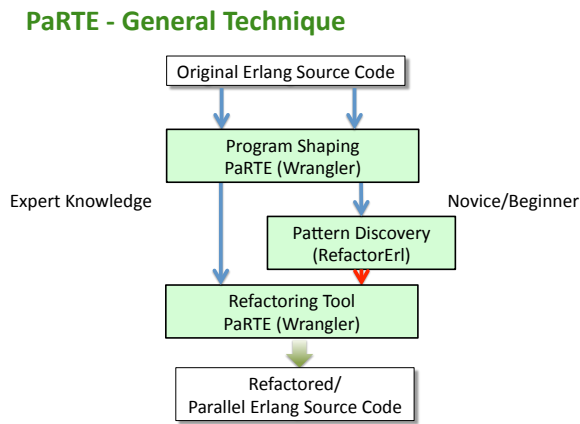 PaRTE - General Technique
Original Erlang Source Code
Program Shaping
PaRTE (Wrangler)
Expert Knowledge
Novice/Beginner
Pattern Discovery
(RefactorErl)
Refactoring Tool
PaRTE (Wrangler)
Refactored/
Parallel Erlang Source Code